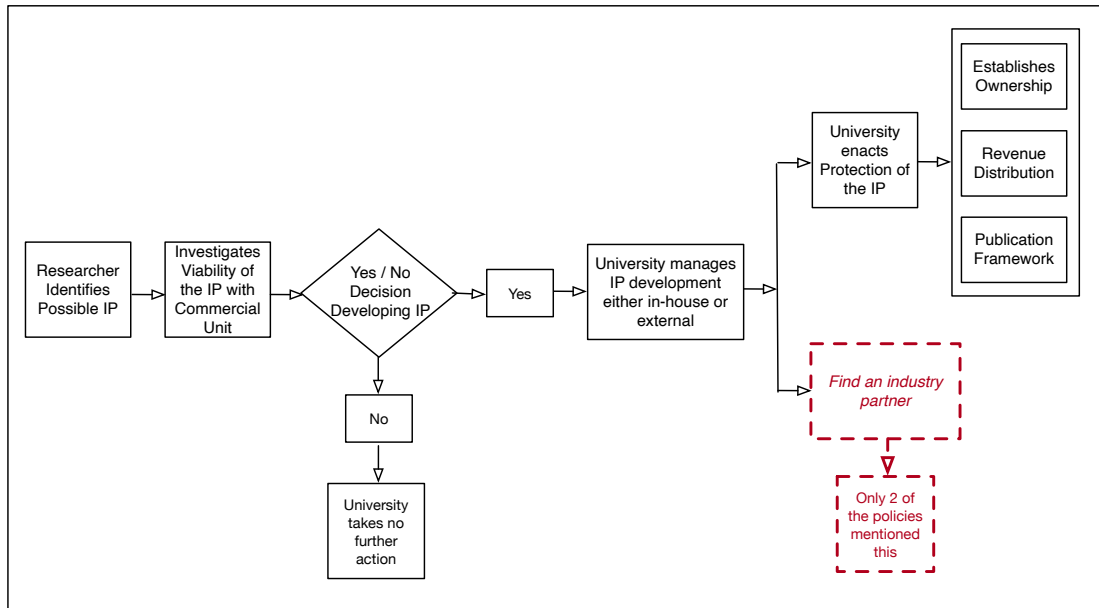 Researcher
Identifies
Possible IP
Investigates
Viability of
the IP with
Commercial
Unit
Yes / No
Decision
Developing IP
Yes
No
University
takes no
further
action
University manages
IP development
either in-house or
external
University
enacts
Protection of
the IP
Establishes
Ownership
Revenue
Distribution
Publication
Framework
Find an industry
partner
Only 2 of
the policies
mentioned
this